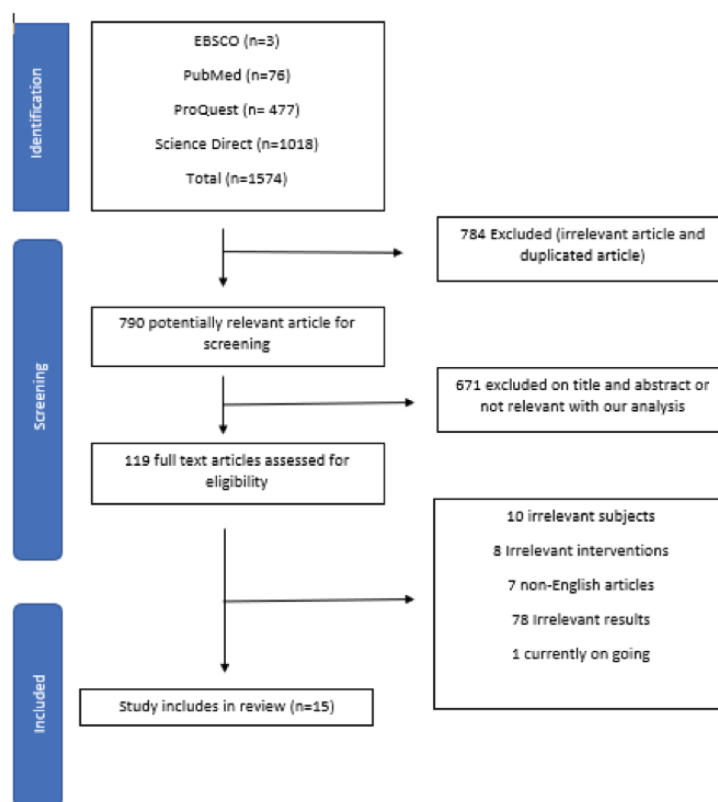 Identification
EBSCO (n=3)
PubMed (n=76)
ProQuest (n= 477)
Science Direct (n=1018)
Total (n=1574)
784 Excluded (irrelevant article and
duplicated article)
Screening
790 potentially relevant article for
screening
671 excluded on title and abstract or
not relevant with our analysis
119 full text articles assessed for
eligibility
10 irrelevant subjects
8 Irrelevant interventions
7 non-English articles
78 Irrelevant results
1 currently on going
Included
Study includes in review (n=15)